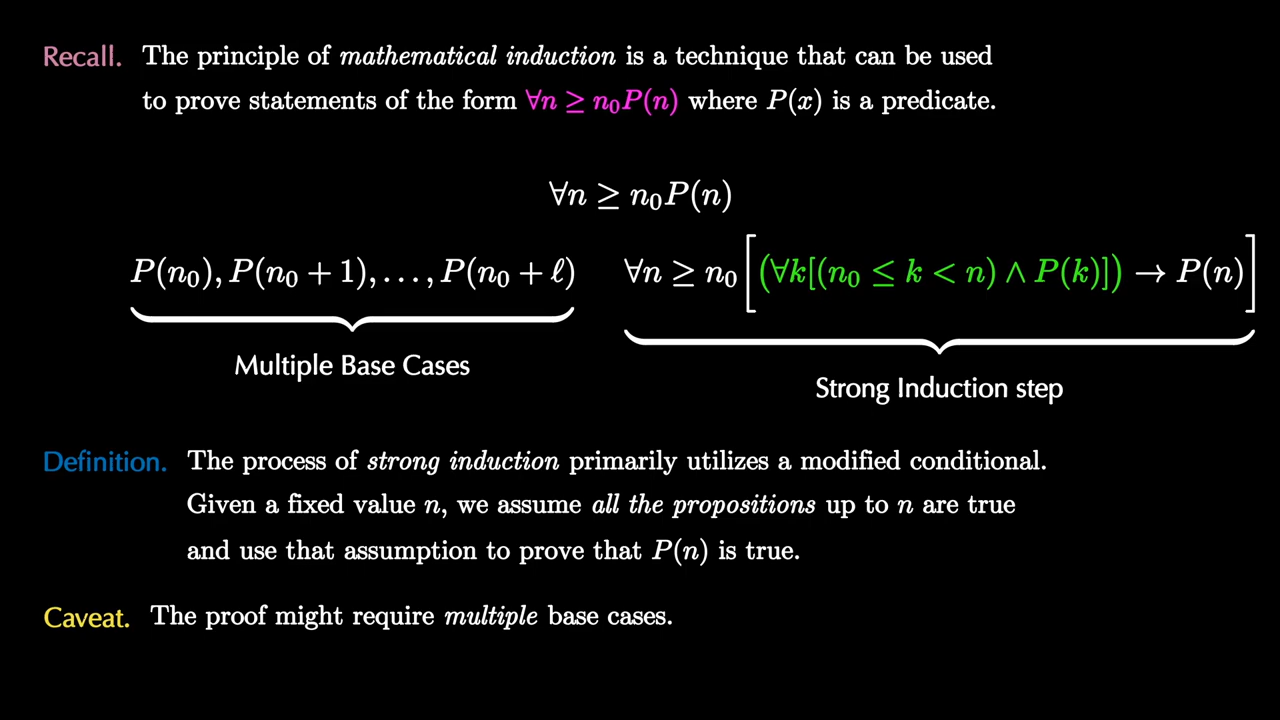 Recall. The principle of mathematical induction is a technique that can be used
to prove statements of the form ∀n ≥ n₀P(n) where P(x) is a predicate.
∀n ≥ n₀P(n)
P(n₀), P(n₀ + 1), . . . , P(n₀ + ℓ) ∀n ≥ n₀[(∀k[(n₀ ≤ k < n) ∧ P(k)]) → P(n)]
Multiple Base Cases
Strong Induction step
Definition. The process of strong induction primarily utilizes a modified conditional.
Given a fixed value n, we assume all the propositions up to n are true
and use that assumption to prove that P(n) is true.
Caveat. The proof might require multiple base cases.